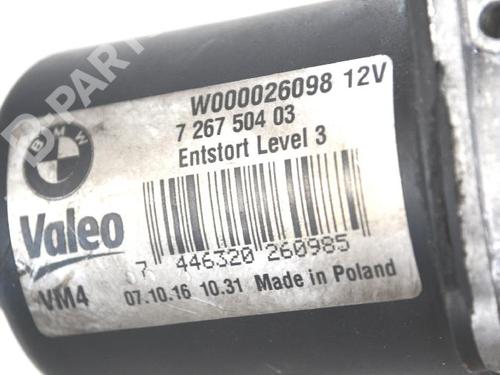 D-PARTS
W000026098 12V
7 267 504 03
Entstort Level 3
BMW
Valeo
7 446320 260985
VM4 07.10.16 10.31 Made in Poland